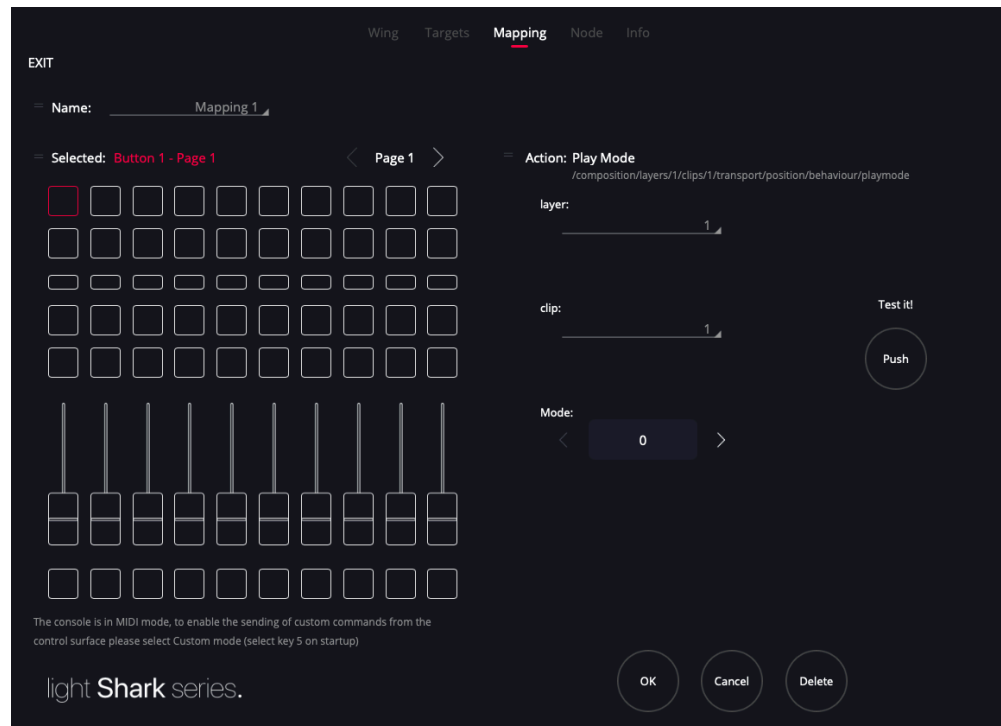 Wing Targets Mapping Node Info
EXIT
Name: Mapping 1
Selected: Button 1 - Page 1 Page 1
Action: Play Mode
/composition/layers/1/clips/1/transport/position/behaviour/playmode
layer:
1
clip:
1
Test it!
Push
Mode:
0
The console is in MIDI mode, to enable the sending of custom commands from the
control surface please select Custom mode (select key 5 on startup)
light Shark series.
OK Cancel Delete